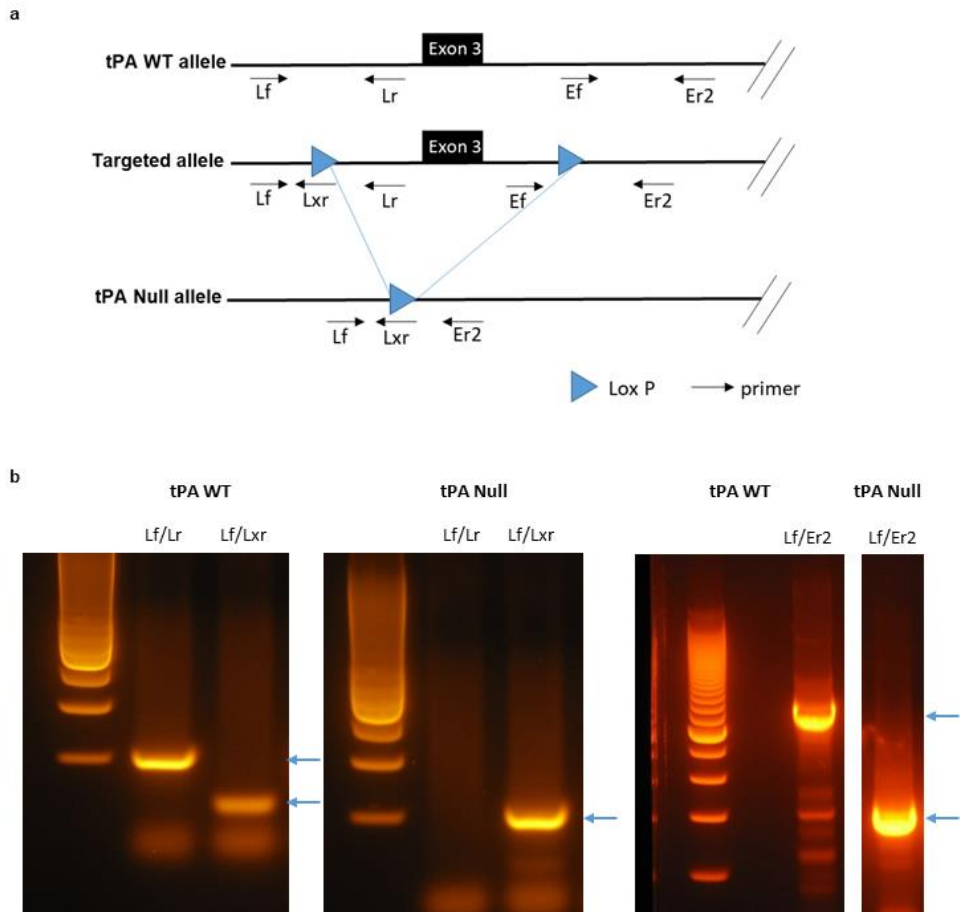 a
Exon 3
tPA WT allele
Lf Lr Ef Er2
Exon 3
Targeted allele
Lf Lxr Lr Ef Er2
tPA Null allele
Lf Lxr Er2
Lox P primer
b
tPA WT tPA Null tPA WT tPA Null
Lf/Lr Lf/Lxr Lf/Lr Lf/Lxr Lf/Er2 Lf/Er2